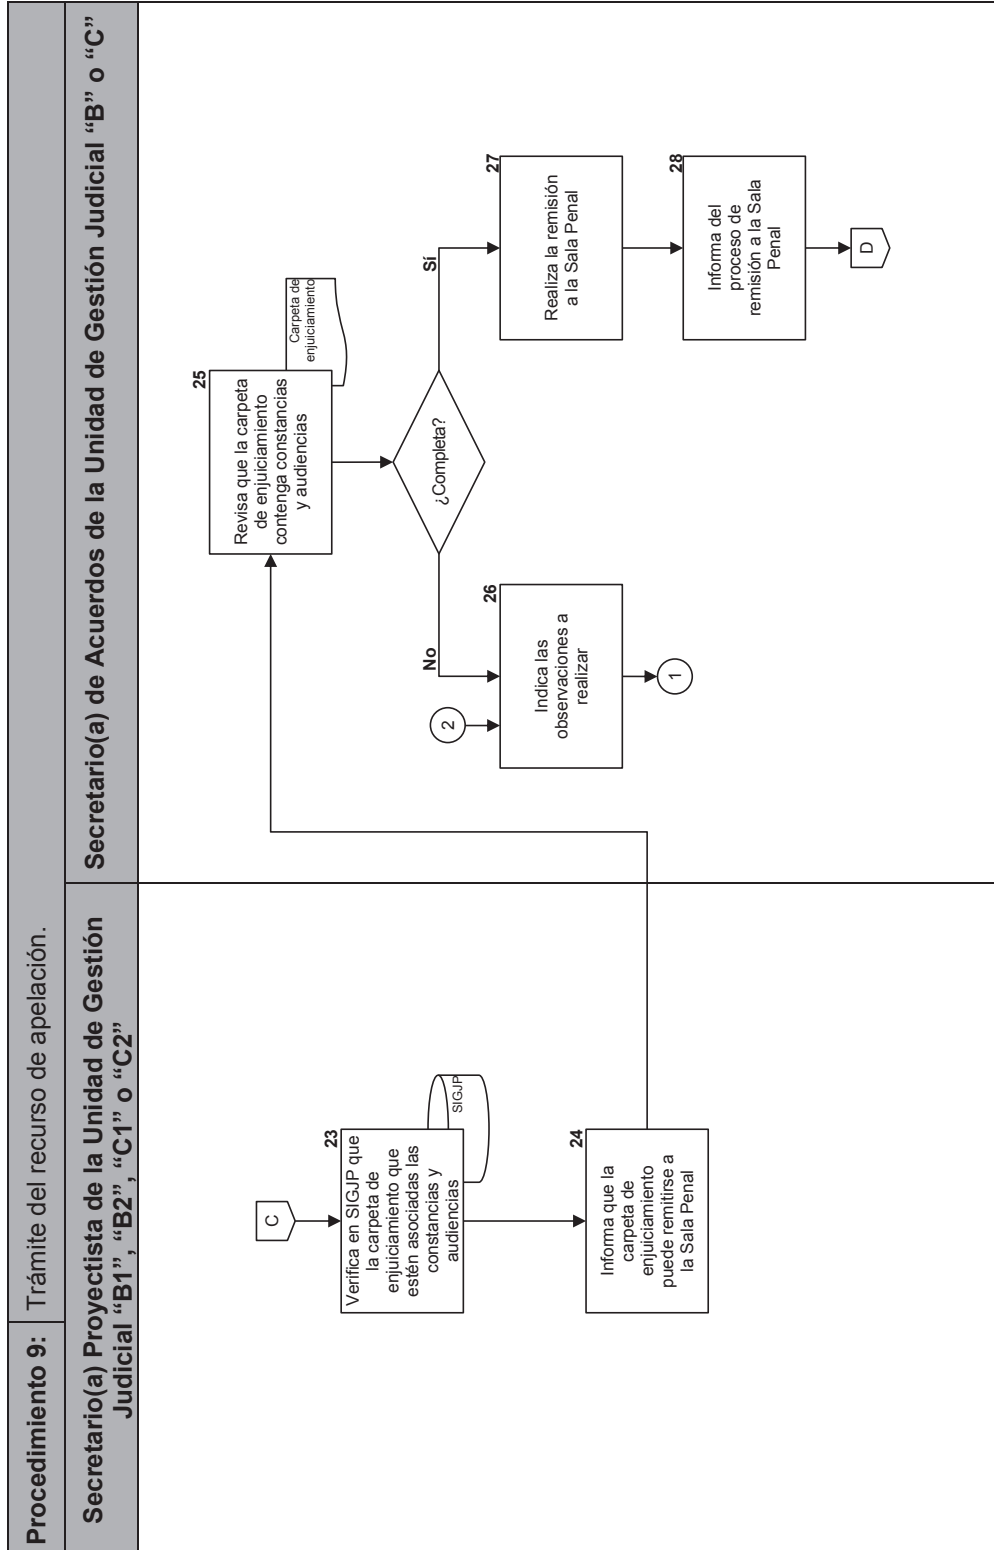 Procedimiento 9: Trámite del recurso de apelación.
Secretario(a) Proyectista de la Unidad de Gestión
Judicial “B1”, “B2”, “C1” o “C2”
Secretario(a) de Acuerdos de la Unidad de Gestión Judicial “B” o “C”
C
23
Verifica en SIGJP que
la carpeta de
enjuiciamiento que
estén asociadas las
constancias y
audiencias
SIGJP
24
Informa que la
carpeta de
enjuiciamiento
puede remitirse a
la Sala Penal
25
Revisa que la carpeta
de enjuiciamiento
contenga constancias
y audiencias
Carpeta de
enjuiciamiento
¿Completa?
No
Sí
2
26
Indica las
observaciones a
realizar
1
27
Realiza la remisión
a la Sala Penal
28
Informa del
proceso de
remisión a la Sala
Penal
D